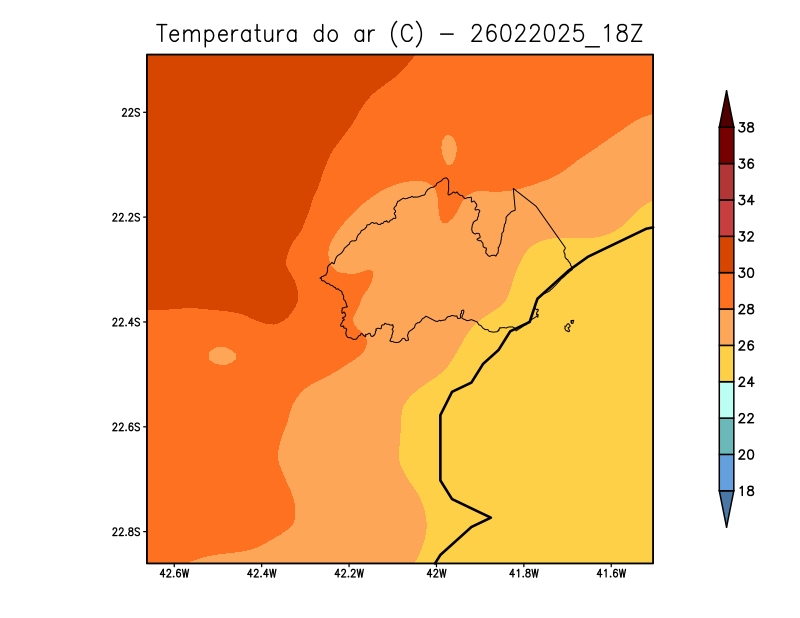 Temperatura do ar (C) – 26022025_18Z
22S
22.2S
22.4S
22.6S
22.8S
42.6W
42.4W
42.2W
42W
41.8W
41.6W
38
36
34
32
30
28
26
24
22
20
18